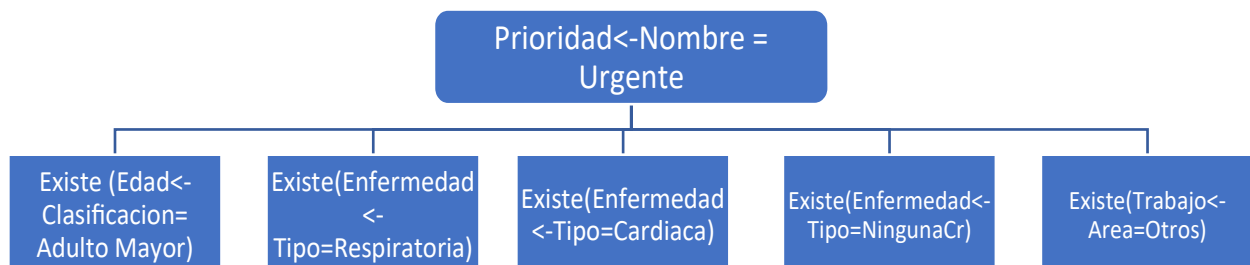 Prioridad<-Nombre =
Urgente
Existe (Edad<-
Clasificacion=
Adulto Mayor)
Existe(Enfermedad
<-
Tipo=Respiratoria)
Existe(Enfermedad
<-Tipo=Cardiaca)
Existe(Enfermedad<-
Tipo=NingunaCr)
Existe(Trabajo<-
Area=Otros)